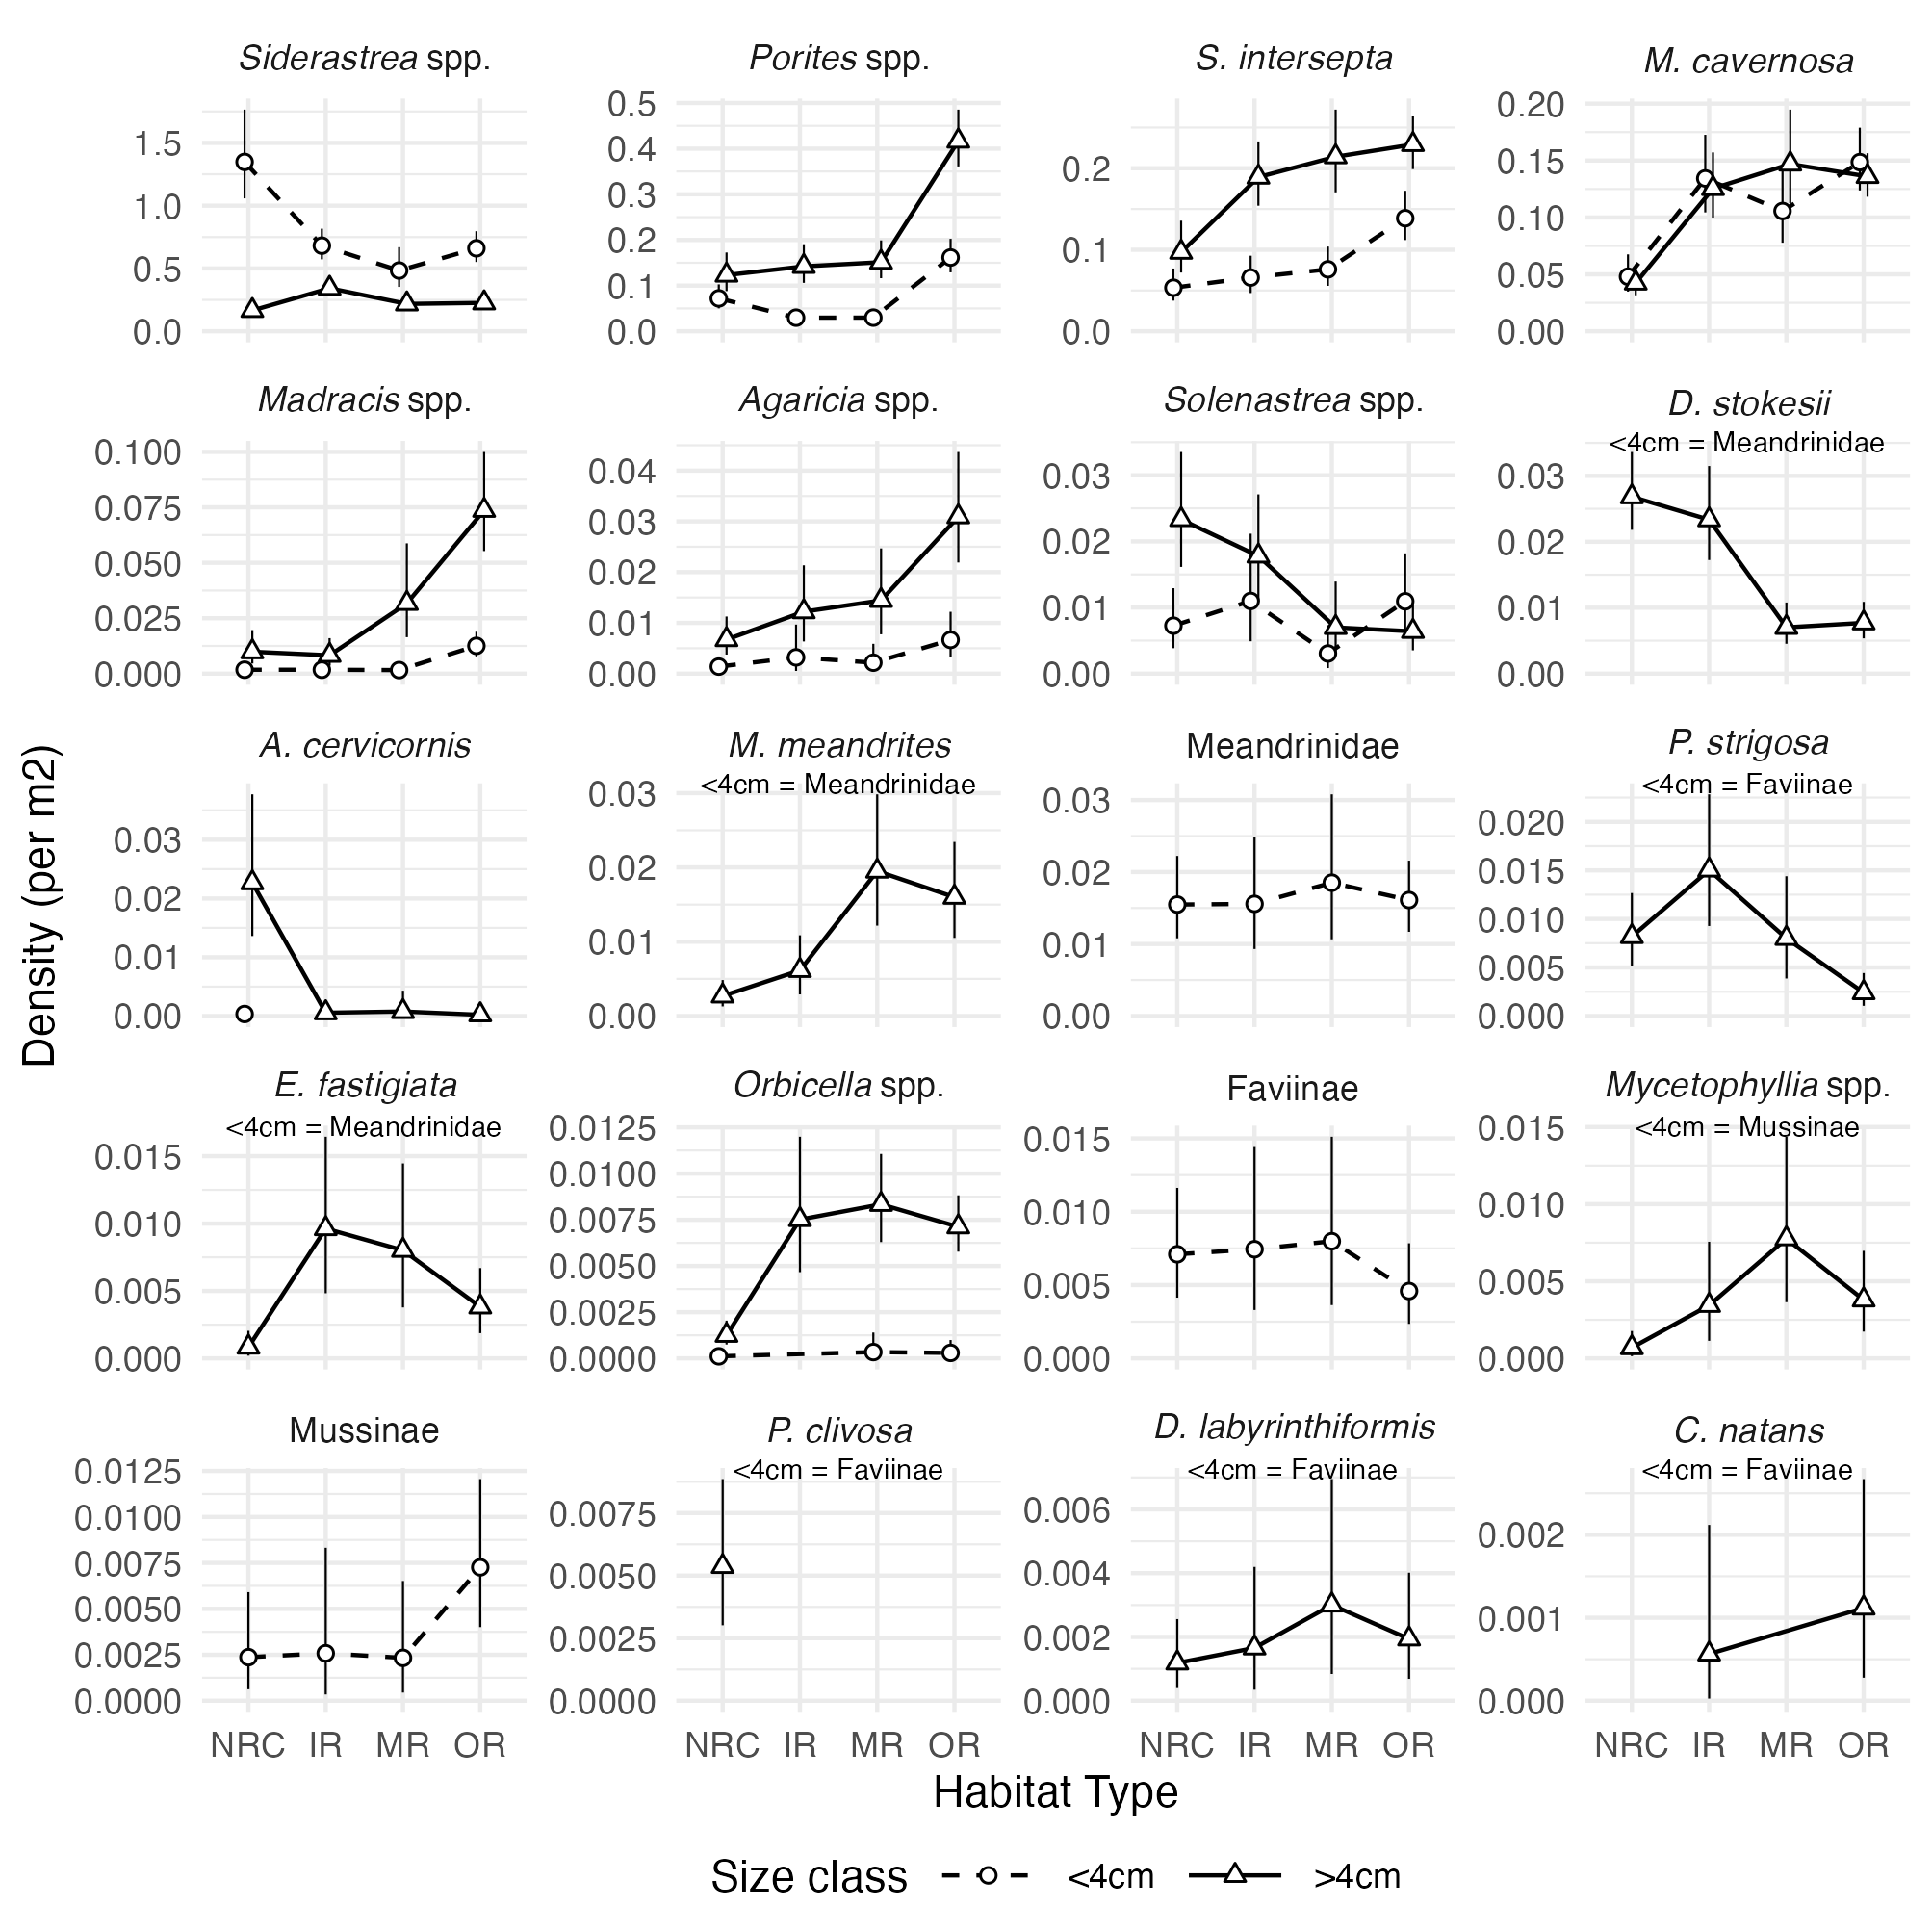 Siderastrea spp.
Porites spp.
S. intersepta
M. cavernosa
1.5
1.0
0.5
0.0
0.5
0.4
0.3
0.2
0.1
0.0
0.2
0.1
0.0
0.20
0.15
0.10
0.05
0.00
Madracis spp.
Agaricia spp.
Solenastrea spp.
D. stokesii
<4cm = Meandrinidae
0.100
0.075
0.050
0.025
0.000
0.04
0.03
0.02
0.01
0.00
0.03
0.02
0.01
0.00
0.03
0.02
0.01
0.00
A. cervicornis
M. meandrites
<4cm = Meandrinidae
Meandrinidae
P. strigosa
<4cm = Faviinae
0.03
0.02
0.01
0.00
0.03
0.02
0.01
0.00
0.03
0.02
0.01
0.00
0.020
0.015
0.010
0.005
0.000
E. fastigiata
<4cm = Meandrinidae
Orbicella spp.
Faviinae
Mycetophyllia spp.
<4cm = Mussinae
0.015
0.010
0.005
0.000
0.0125
0.0100
0.0075
0.0050
0.0025
0.0000
0.015
0.010
0.005
0.000
0.015
0.010
0.005
0.000
Mussinae
P. clivosa
<4cm = Faviinae
D. labyrinthiformis
<4cm = Faviinae
C. natans
<4cm = Faviinae
0.0125
0.0100
0.0075
0.0050
0.0025
0.0000
0.0075
0.0050
0.0025
0.0000
0.006
0.004
0.002
0.000
0.002
0.001
0.000
NRC IR MR OR
NRC IR MR OR
NRC IR MR OR
NRC IR MR OR
Density (per m2)
Habitat Type
Size class <4cm >4cm